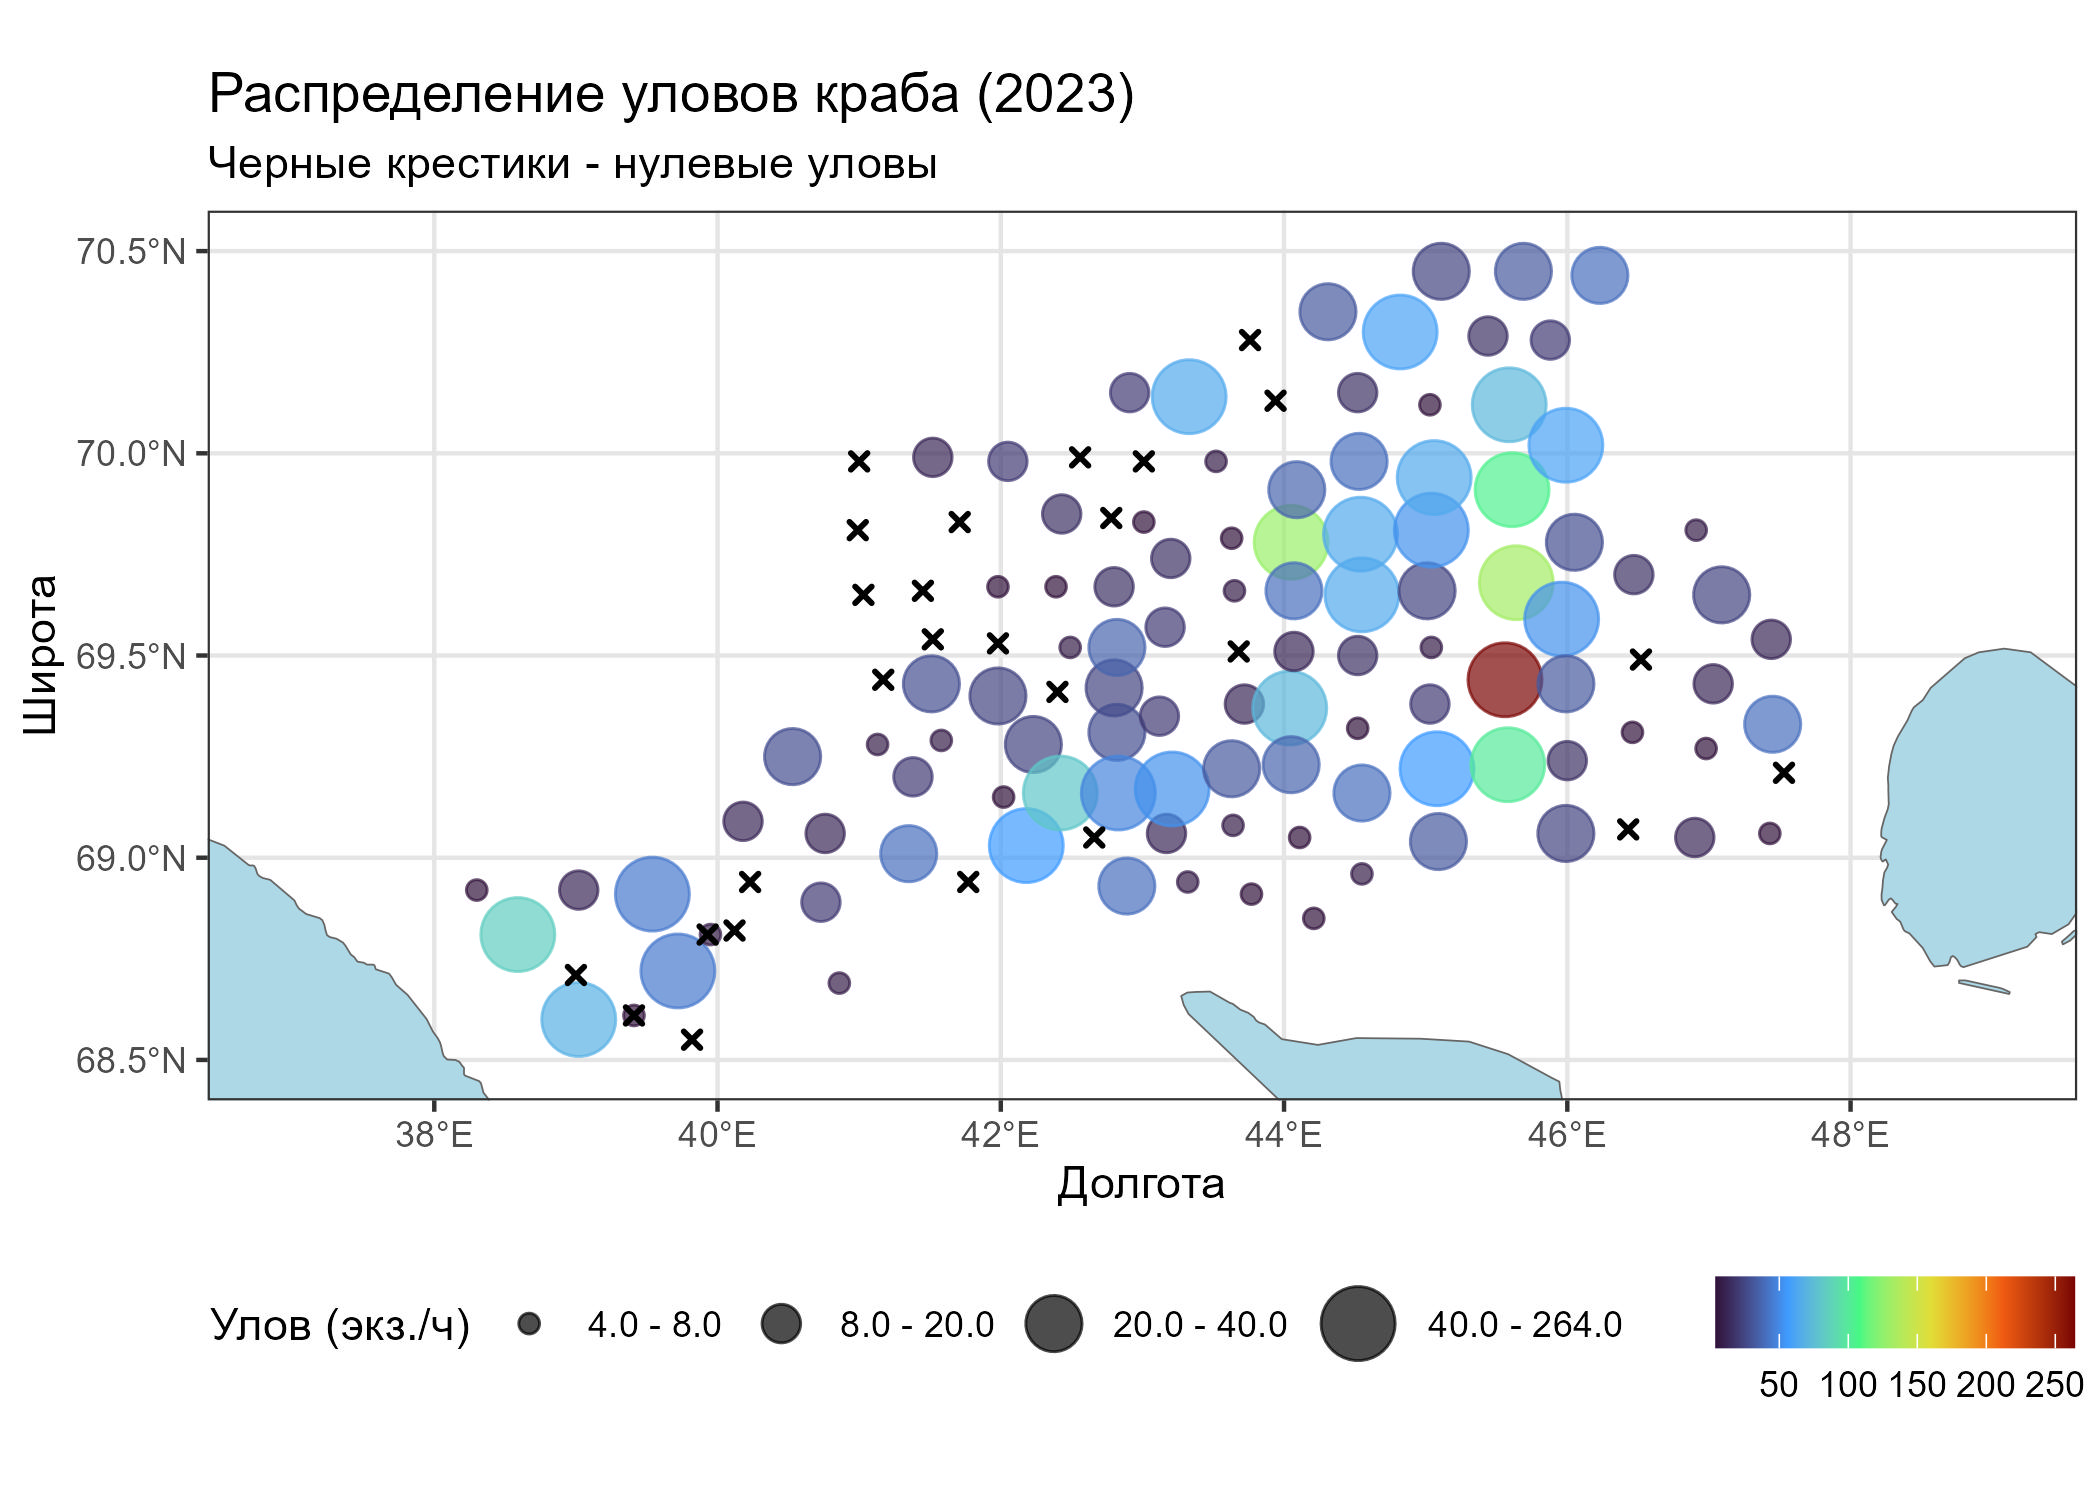 Распределение уловов краба (2023)
Черные крестики - нулевые уловы
70.5°N
70.0°N
69.5°N
69.0°N
68.5°N
Широта
38°E 40°E 42°E 44°E 46°E 48°E
Долгота
Улов (экз./ч) 4.0 - 8.0 8.0 - 20.0 20.0 - 40.0 40.0 - 264.0
50 100 150 200 250